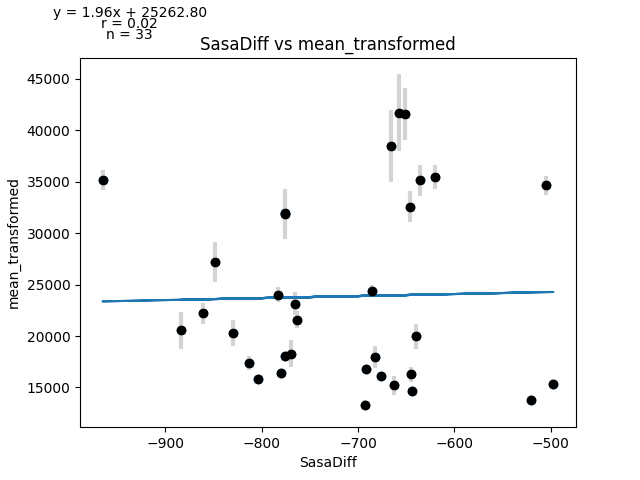 y = 1.96x + 25262.80
r = 0.02
n = 33
SasaDiff vs mean_transformed
45000
40000
35000
30000
25000
20000
15000
mean_transformed
−900 −800 −700 −600 −500
SasaDiff